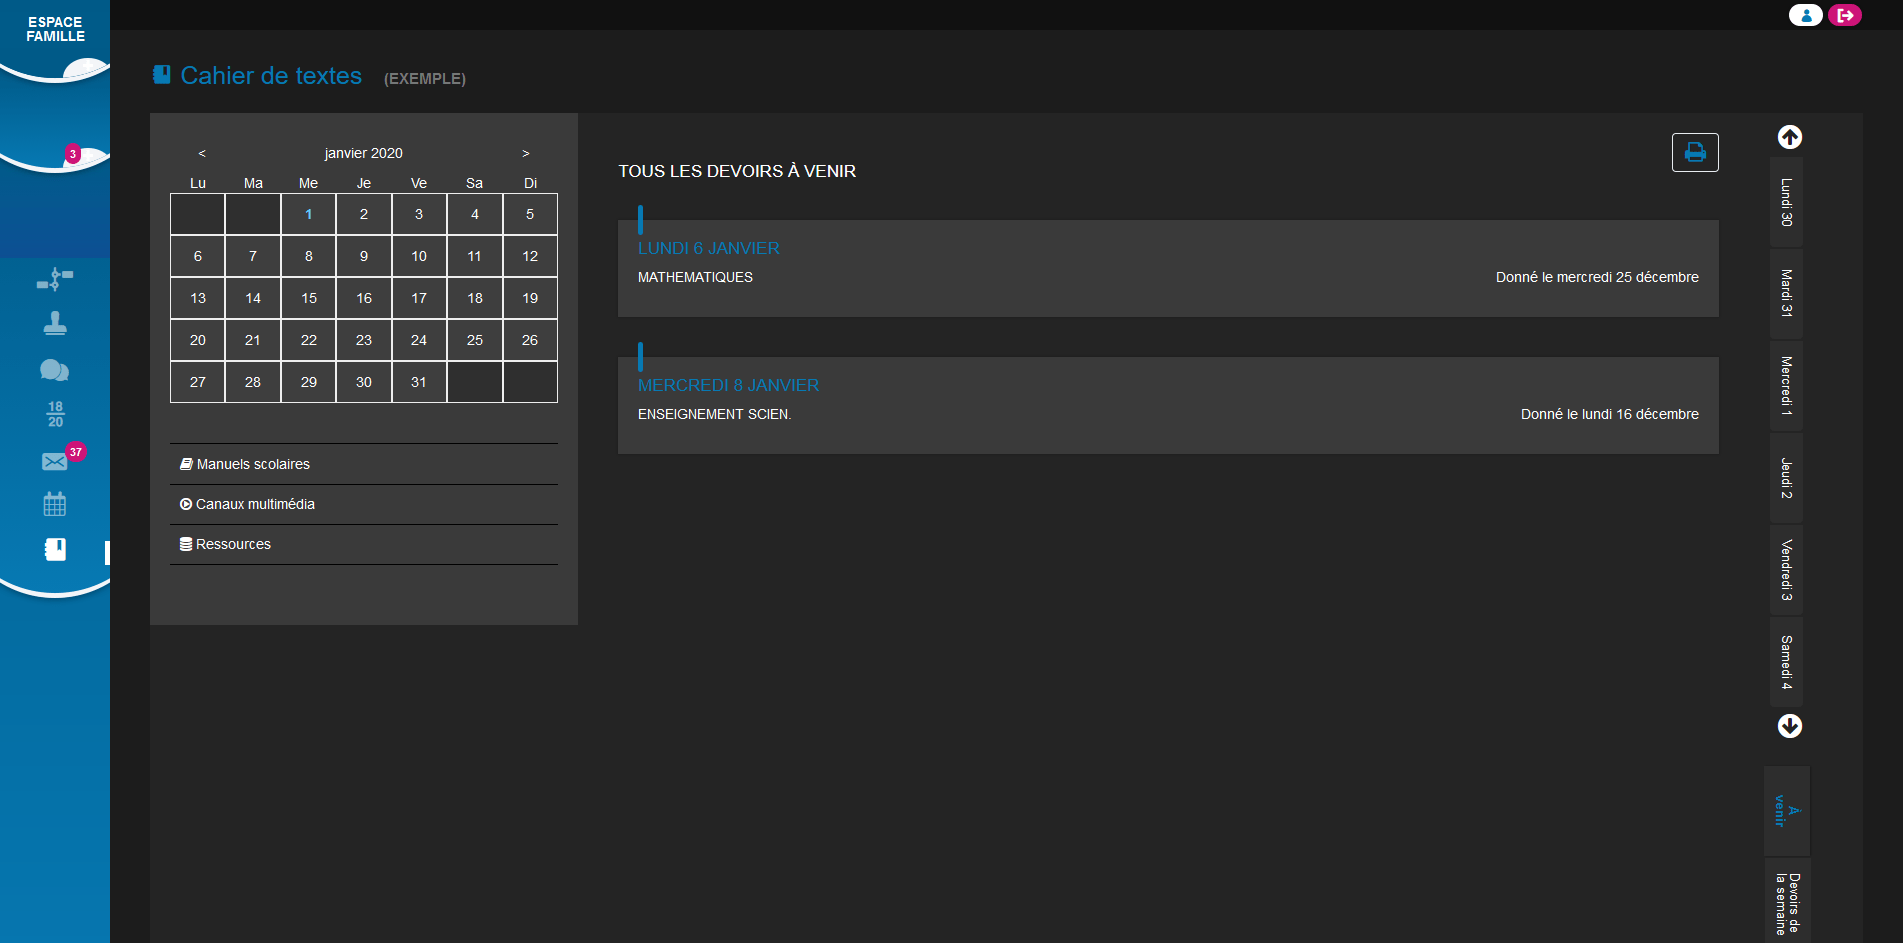 ESPACE
FAMILLE
3
18
20
37
Cahier de textes (EXEMPLE)
< janvier 2020 >
Lu Ma Me Je Ve Sa Di
1 2 3 4 5
6 7 8 9 10 11 12
13 14 15 16 17 18 19
20 21 22 23 24 25 26
27 28 29 30 31
Manuels scolaires
Canaux multimédia
Ressources
TOUS LES DEVOIRS À VENIR
LUNDI 6 JANVIER
MATHEMATIQUES Donné le mercredi 25 décembre
MERCREDI 8 JANVIER
ENSEIGNEMENT SCIEN. Donné le lundi 16 décembre
Lundi 30
Mardi 31
Mercredi 1
Jeudi 2
Vendredi 3
Samedi 4
À
venir
Devoirs de
la semaine